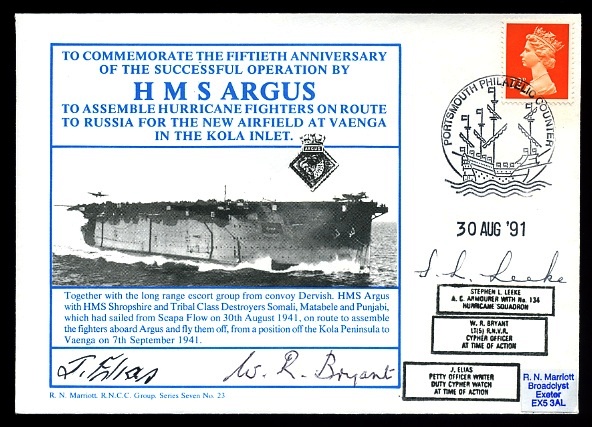 TO COMMEMORATE THE FIFTIETH ANNIVERSARY
OF THE SUCCESSFUL OPERATION BY
H M S ARGUS
TO ASSEMBLE HURRICANE FIGHTERS ON ROUTE
TO RUSSIA FOR THE NEW AIRFIELD AT VAENGA
IN THE KOLA INLET.
ARGUS
PORTSMOUTH PHILATELIC COUNTER
30 AUG '91
Together with the long range escort group from convoy Dervish. HMS Argus
with HMS Shropshire and Tribal Class Destroyers Somali, Matabele and Punjabi,
which had sailed from Scapa Flow on 30th August 1941, on route to assemble
the fighters aboard Argus and fly them off, from a position off the Kola Peninsula to
Vaenga on 7th September 1941.
J. Elias
W. R. Bryant
R. N. Marriott. R.N.C.C. Group. Series Seven No. 23
S. L. Leeke
STEPHEN L. LEEKE
A. C. ARMOURER WITH No. 134
HURRICANE SQUADRON
W. R. BRYANT
LT(S) R.N.V.R.
CYPHER OFFICER
AT TIME OF ACTION
J. ELIAS
PETTY OFFICER WRITER
DUTY CYPHER WATCH
AT TIME OF ACTION
R. N. Marriott
Broadclyst
Exeter
EX5 3AL